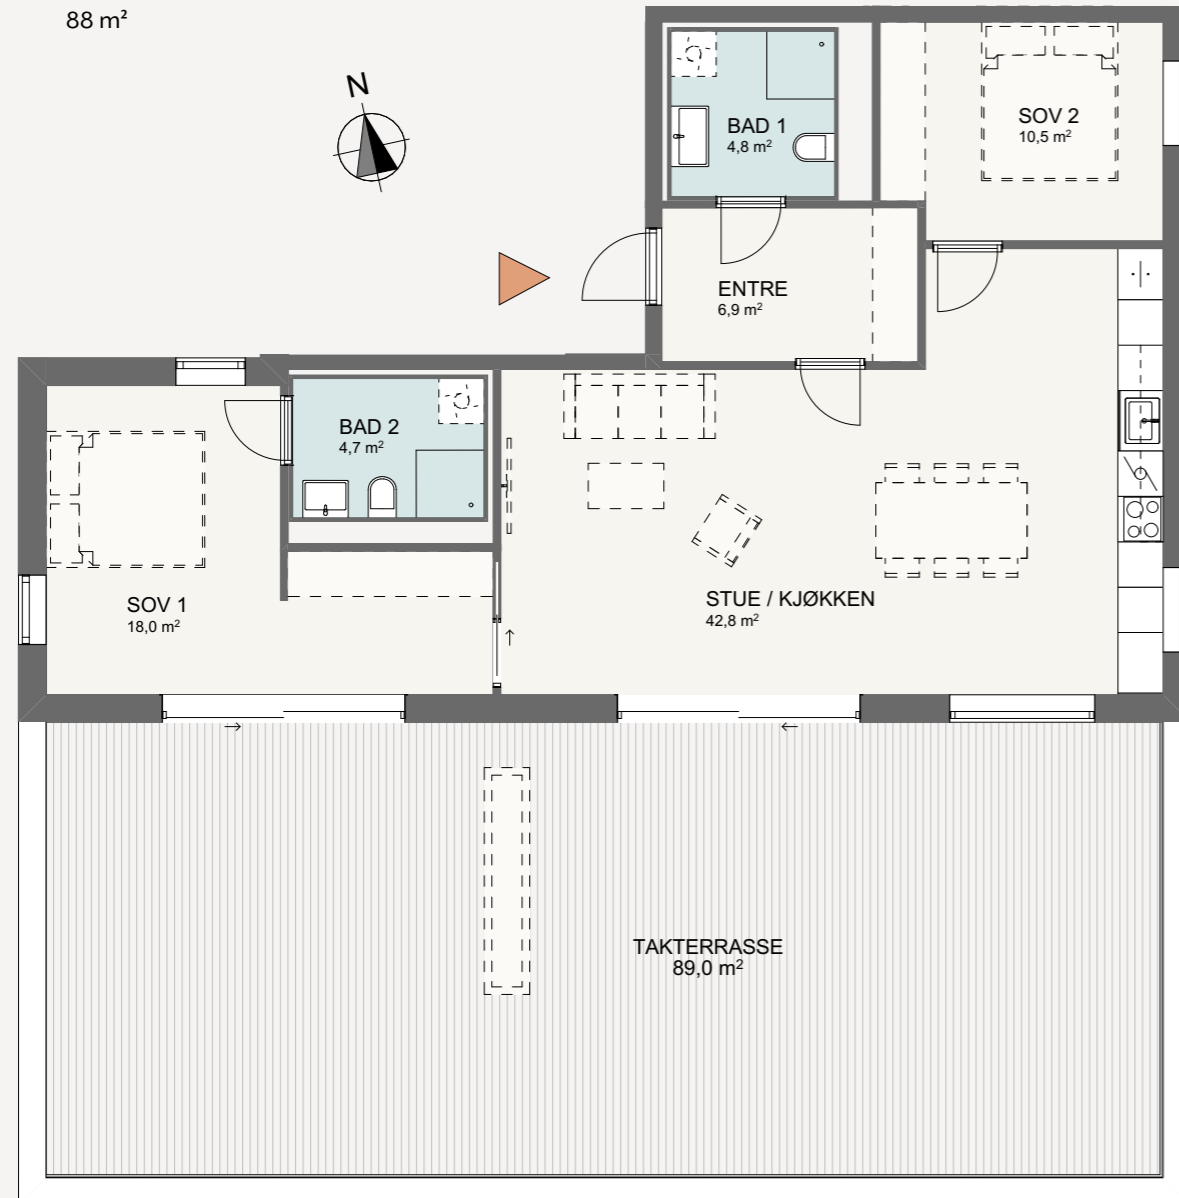 88 m²
N
BAD 1
4,8 m²
SOV 2
10,5 m²
ENTRE
6,9 m²
BAD 2
4,7 m²
SOV 1
18,0 m²
STUE / KJØKKEN
42,8 m²
TAKTERRASSE
89,0 m²